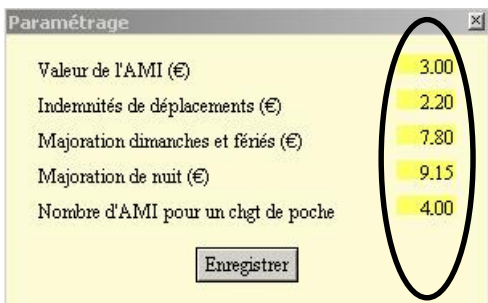 Paramétrage
Valeur de l'AMI (€) 3.00
Indemnités de déplacements (€) 2.20
Majoration dimanches et fériés (€) 7.80
Majoration de nuit (€) 9.15
Nombre d'AMI pour un chgt de poche 4.00
Enregistrer